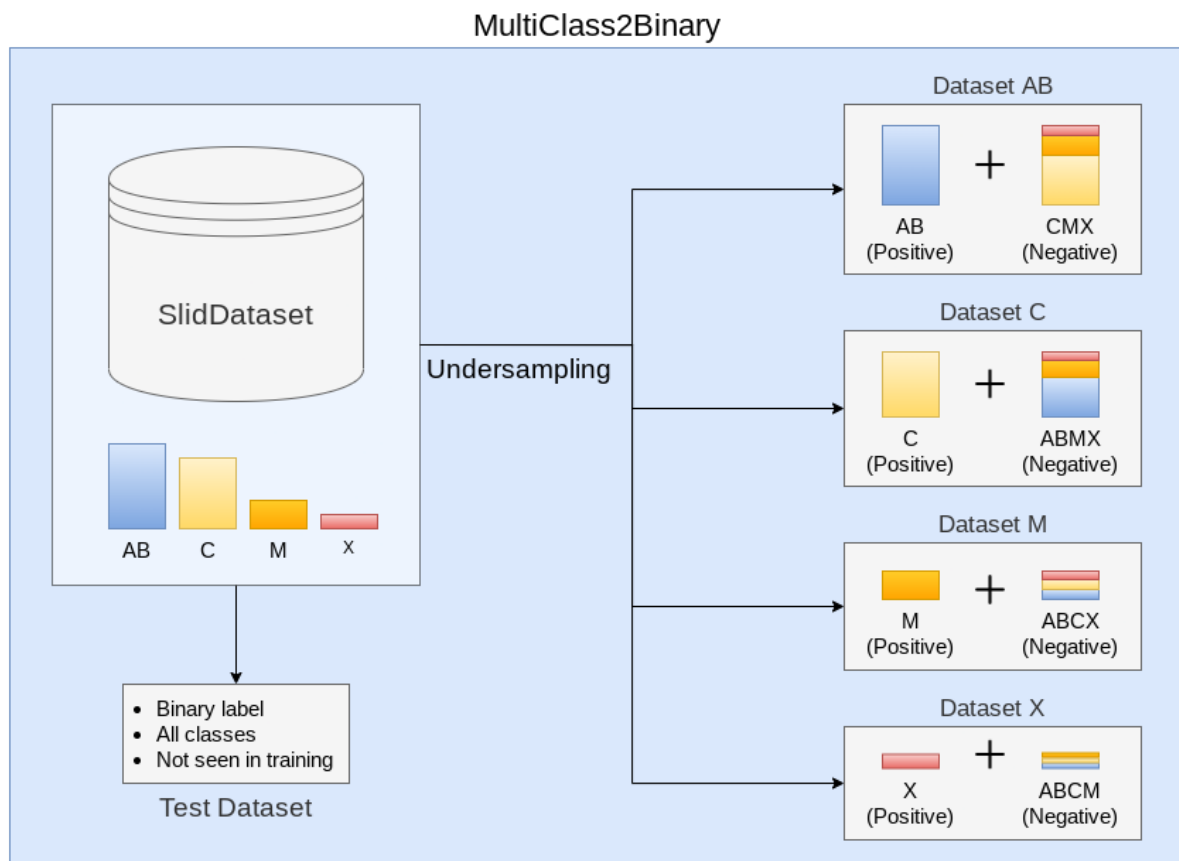 MultiClass2Binary
SlidDataset
AB
C
M
X
Binary label
All classes
Not seen in training
Test Dataset
Undersampling
Dataset AB
+
AB
(Positive)
CMX
(Negative)
Dataset C
+
C
(Positive)
ABMX
(Negative)
Dataset M
+
M
(Positive)
ABCX
(Negative)
Dataset X
+
X
(Positive)
ABCM
(Negative)